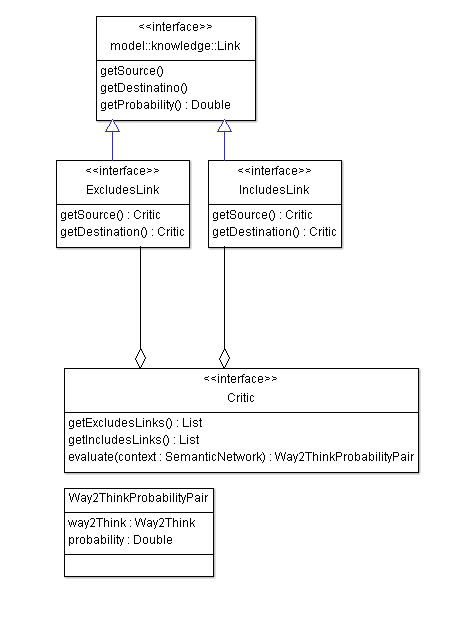 <<interface>>
model::knowledge::Link
getSource()
getDestinatino()
getProbability() : Double
<<interface>>
ExcludesLink
getSource() : Critic
getDestination() : Critic
<<interface>>
IncludesLink
getSource() : Critic
getDestination() : Critic
<<interface>>
Critic
getExcludesLinks() : List
getIncludesLinks() : List
evaluate(context : SemanticNetwork) : Way2ThinkProbabilityPair
Way2ThinkProbabilityPair
way2Think : Way2Think
probability : Double